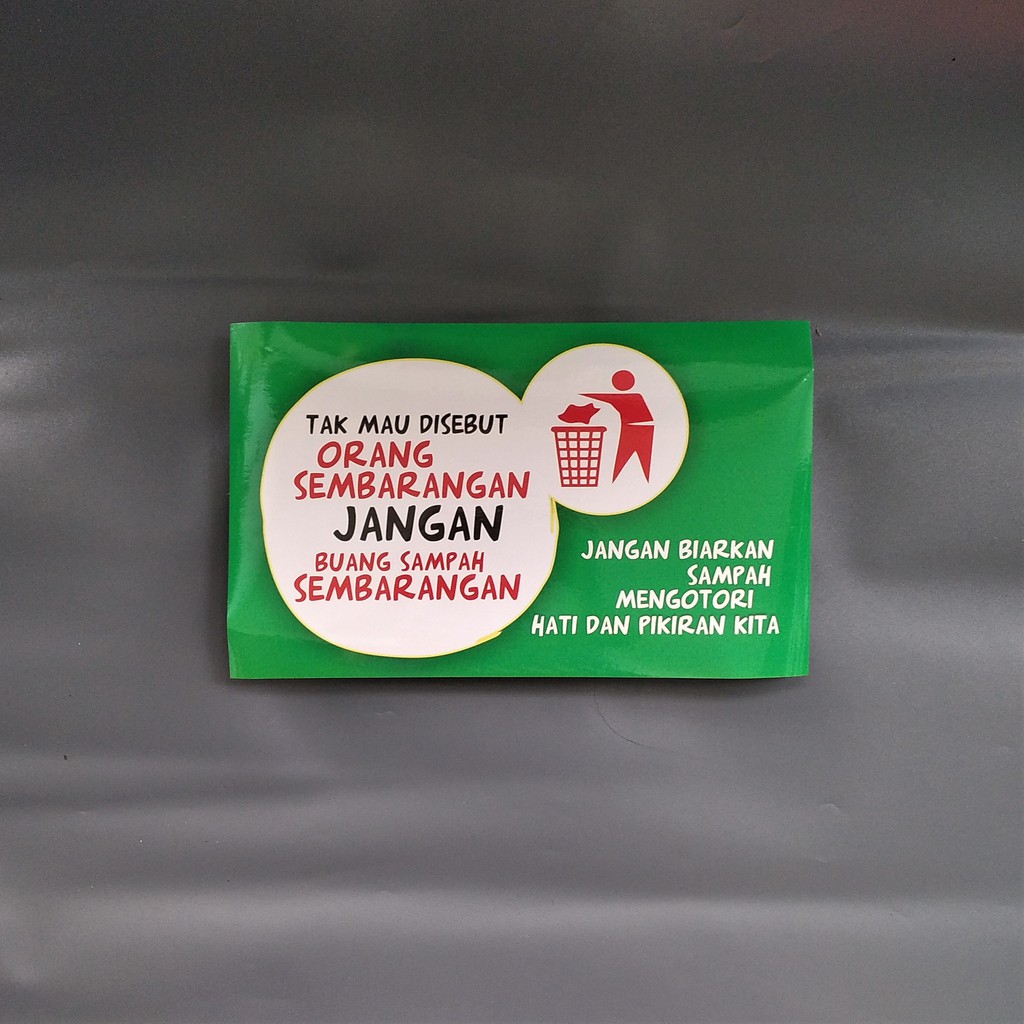 TAK MAU DISEBUT
ORANG
SEMBARANGAN
JANGAN
BUANG SAMPAH
SEMBARANGAN
JANGAN BIARKAN
SAMPAH
MENGOTORI
HATI DAN PIKIRAN KITA